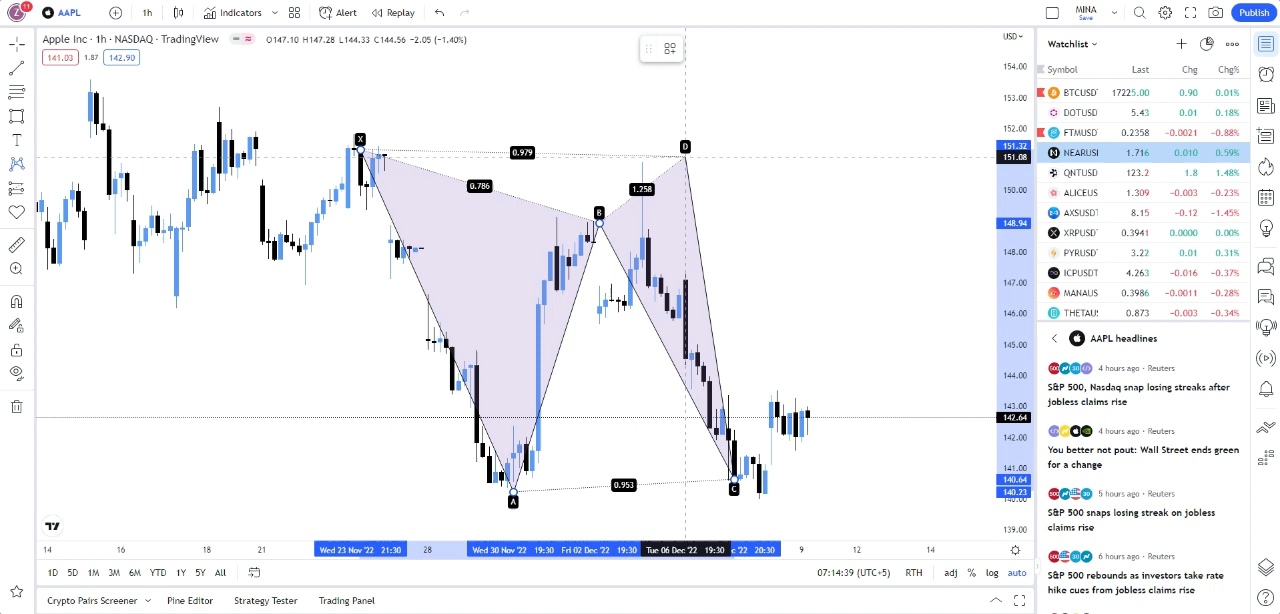 11
AAPL
1h
Indicators
Alert
Replay
MINA
Save
Publish
Apple Inc · 1h · NASDAQ · TradingView
O147.10 H147.28 L144.33 C144.56 −2.05 (−1.40%)
141.03 1.87 142.90
USD
154.00
153.00
152.00
151.32
151.08
150.00
148.94
148.00
147.00
146.00
145.00
144.00
143.00
142.64
142.00
141.00
140.64
140.23
139.00
X
0.979
D
0.786
1.258
B
0.953
A
C
14 16 18 21 Wed 23 Nov '22 21:30 28 Wed 30 Nov '22 19:30 Fri 02 Dec '22 19:30 Tue 06 Dec '22 19:30 c '22 20:30 9 12 14
1D 5D 1M 3M 6M YTD 1Y 5Y All
07:14:39 (UTC+5) RTH adj % log auto
Crypto Pairs Screener Pine Editor Strategy Tester Trading Panel
Watchlist
Symbol Last Chg Chg%
BTCUSD 17225.00 0.90 0.01%
DOTUSD 5.43 0.01 0.18%
FTMUSD 0.2358 −0.0021 −0.88%
NEARUSI 1.716 0.010 0.59%
QNTUSD 123.2 1.8 1.48%
ALICEUS 1.309 −0.003 −0.23%
AXSUSDT 8.15 −0.12 −1.45%
XRPUSD 0.3941 0.0000 0.00%
PYRUSD 3.22 0.01 0.31%
ICPUSDT 4.263 −0.016 −0.37%
MANAUS 0.3986 −0.0011 −0.28%
THETAU 0.873 −0.003 −0.34%
AAPL headlines
4 hours ago · Reuters
S&P 500, Nasdaq snap losing streaks after
jobless claims rise
4 hours ago · Reuters
You better not pout: Wall Street ends green
for a change
5 hours ago · Reuters
S&P 500 snaps losing streak on jobless
claims rise
6 hours ago · Reuters
S&P 500 rebounds as investors take rate
hike cues from jobless claims rise